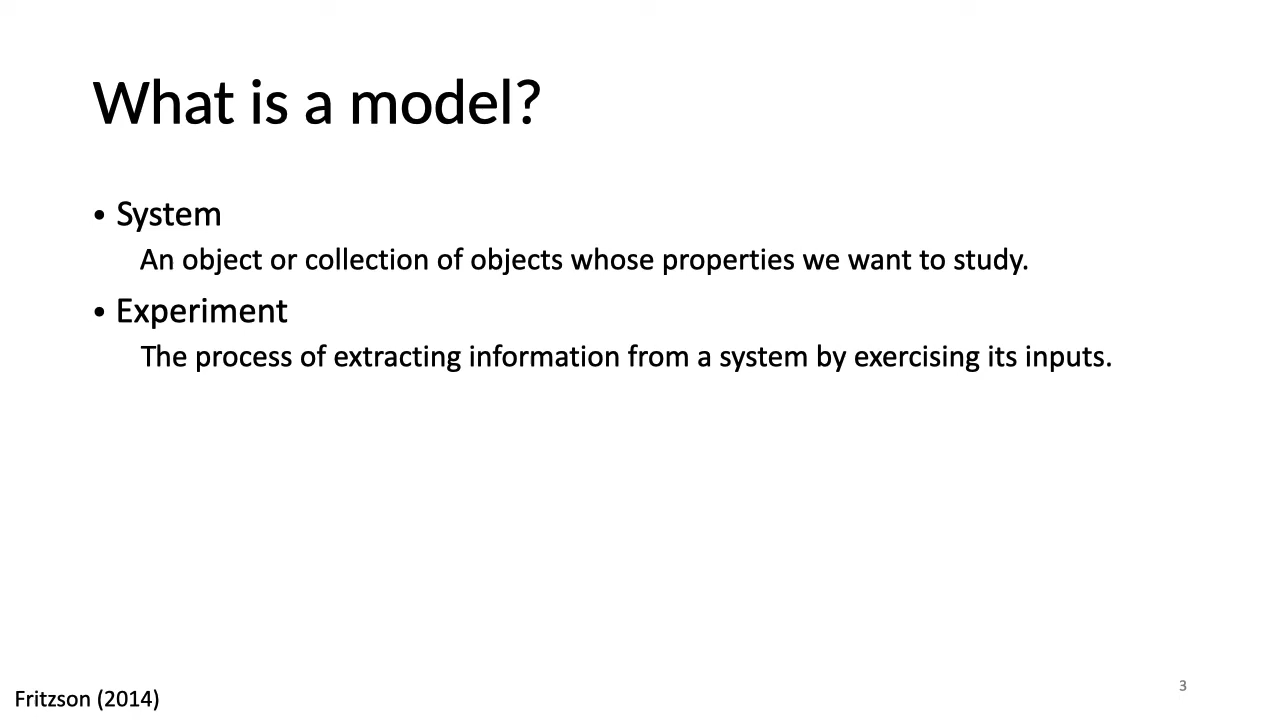 What is a model?
• System
An object or collection of objects whose properties we want to study.
• Experiment
The process of extracting information from a system by exercising its inputs.
Fritzson (2014)
3